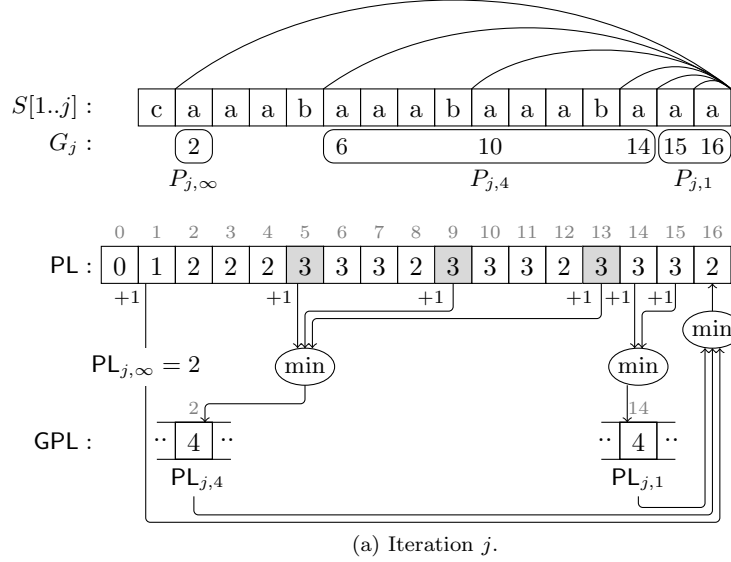 S[1..j] : c a a a b a a a b a a a b a a a
G_j : 2 6 10 14 15 16
P_{j,∞} P_{j,4} P_{j,1}
0 1 2 3 4 5 6 7 8 9 10 11 12 13 14 15 16
PL : 0 1 2 2 2 3 3 3 2 3 3 3 2 3 3 3 2
+1 +1 +1 +1 +1 +1
min
PL_{j,∞} = 2 min min
2 14
GPL : ·· 4 ·· ·· 4 ··
PL_{j,4} PL_{j,1}
(a) Iteration j.